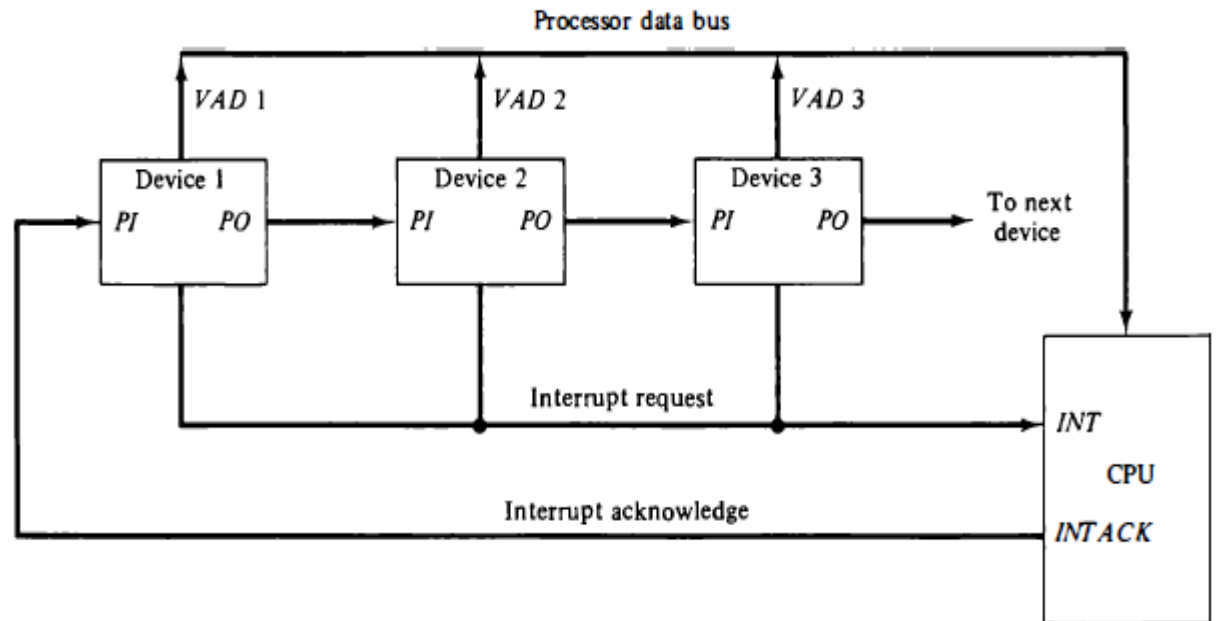 Processor data bus
VAD 1
VAD 2
VAD 3
Device 1
Device 2
Device 3
PI
PO
PI
PO
PI
PO
To next
device
Interrupt request
INT
CPU
Interrupt acknowledge
INTACK